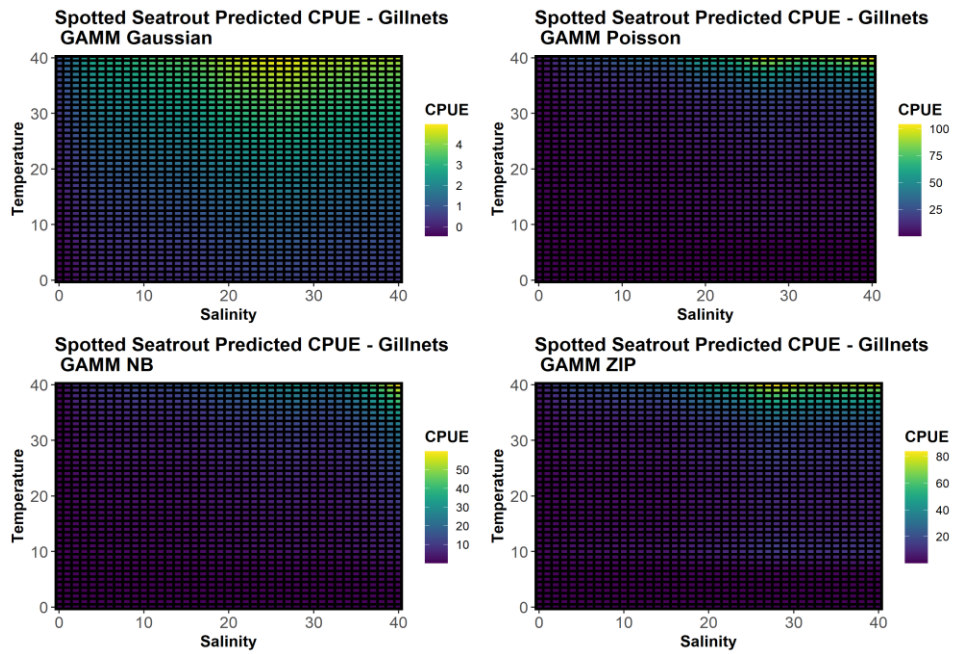 Spotted Seatrout Predicted CPUE - Gillnets
GAMM Gaussian
40
30
20
10
0
Temperature
0 10 20 30 40
Salinity
CPUE
4
3
2
1
0
Spotted Seatrout Predicted CPUE - Gillnets
GAMM Poisson
40
30
20
10
0
Temperature
0 10 20 30 40
Salinity
CPUE
100
75
50
25
Spotted Seatrout Predicted CPUE - Gillnets
GAMM NB
40
30
20
10
0
Temperature
0 10 20 30 40
Salinity
CPUE
50
40
30
20
10
Spotted Seatrout Predicted CPUE - Gillnets
GAMM ZIP
40
30
20
10
0
Temperature
0 10 20 30 40
Salinity
CPUE
80
60
40
20